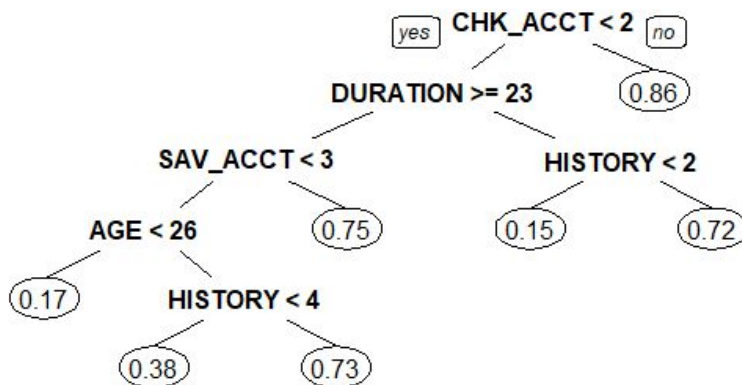 yes CHK_ACCT < 2 no
DURATION >= 23 0.86
SAV_ACCT < 3 HISTORY < 2
AGE < 26 0.75 0.15 0.72
0.17 HISTORY < 4
0.38 0.73